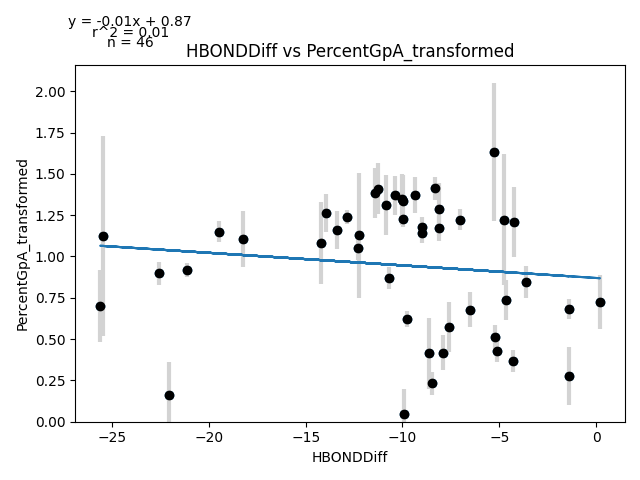 y = -0.01x + 0.87
r^2 = 0.01
n = 46
HBONDDiff vs PercentGpA_transformed
2.00
1.75
1.50
1.25
1.00
0.75
0.50
0.25
0.00
PercentGpA_transformed
−25 −20 −15 −10 −5 0
HBONDDiff